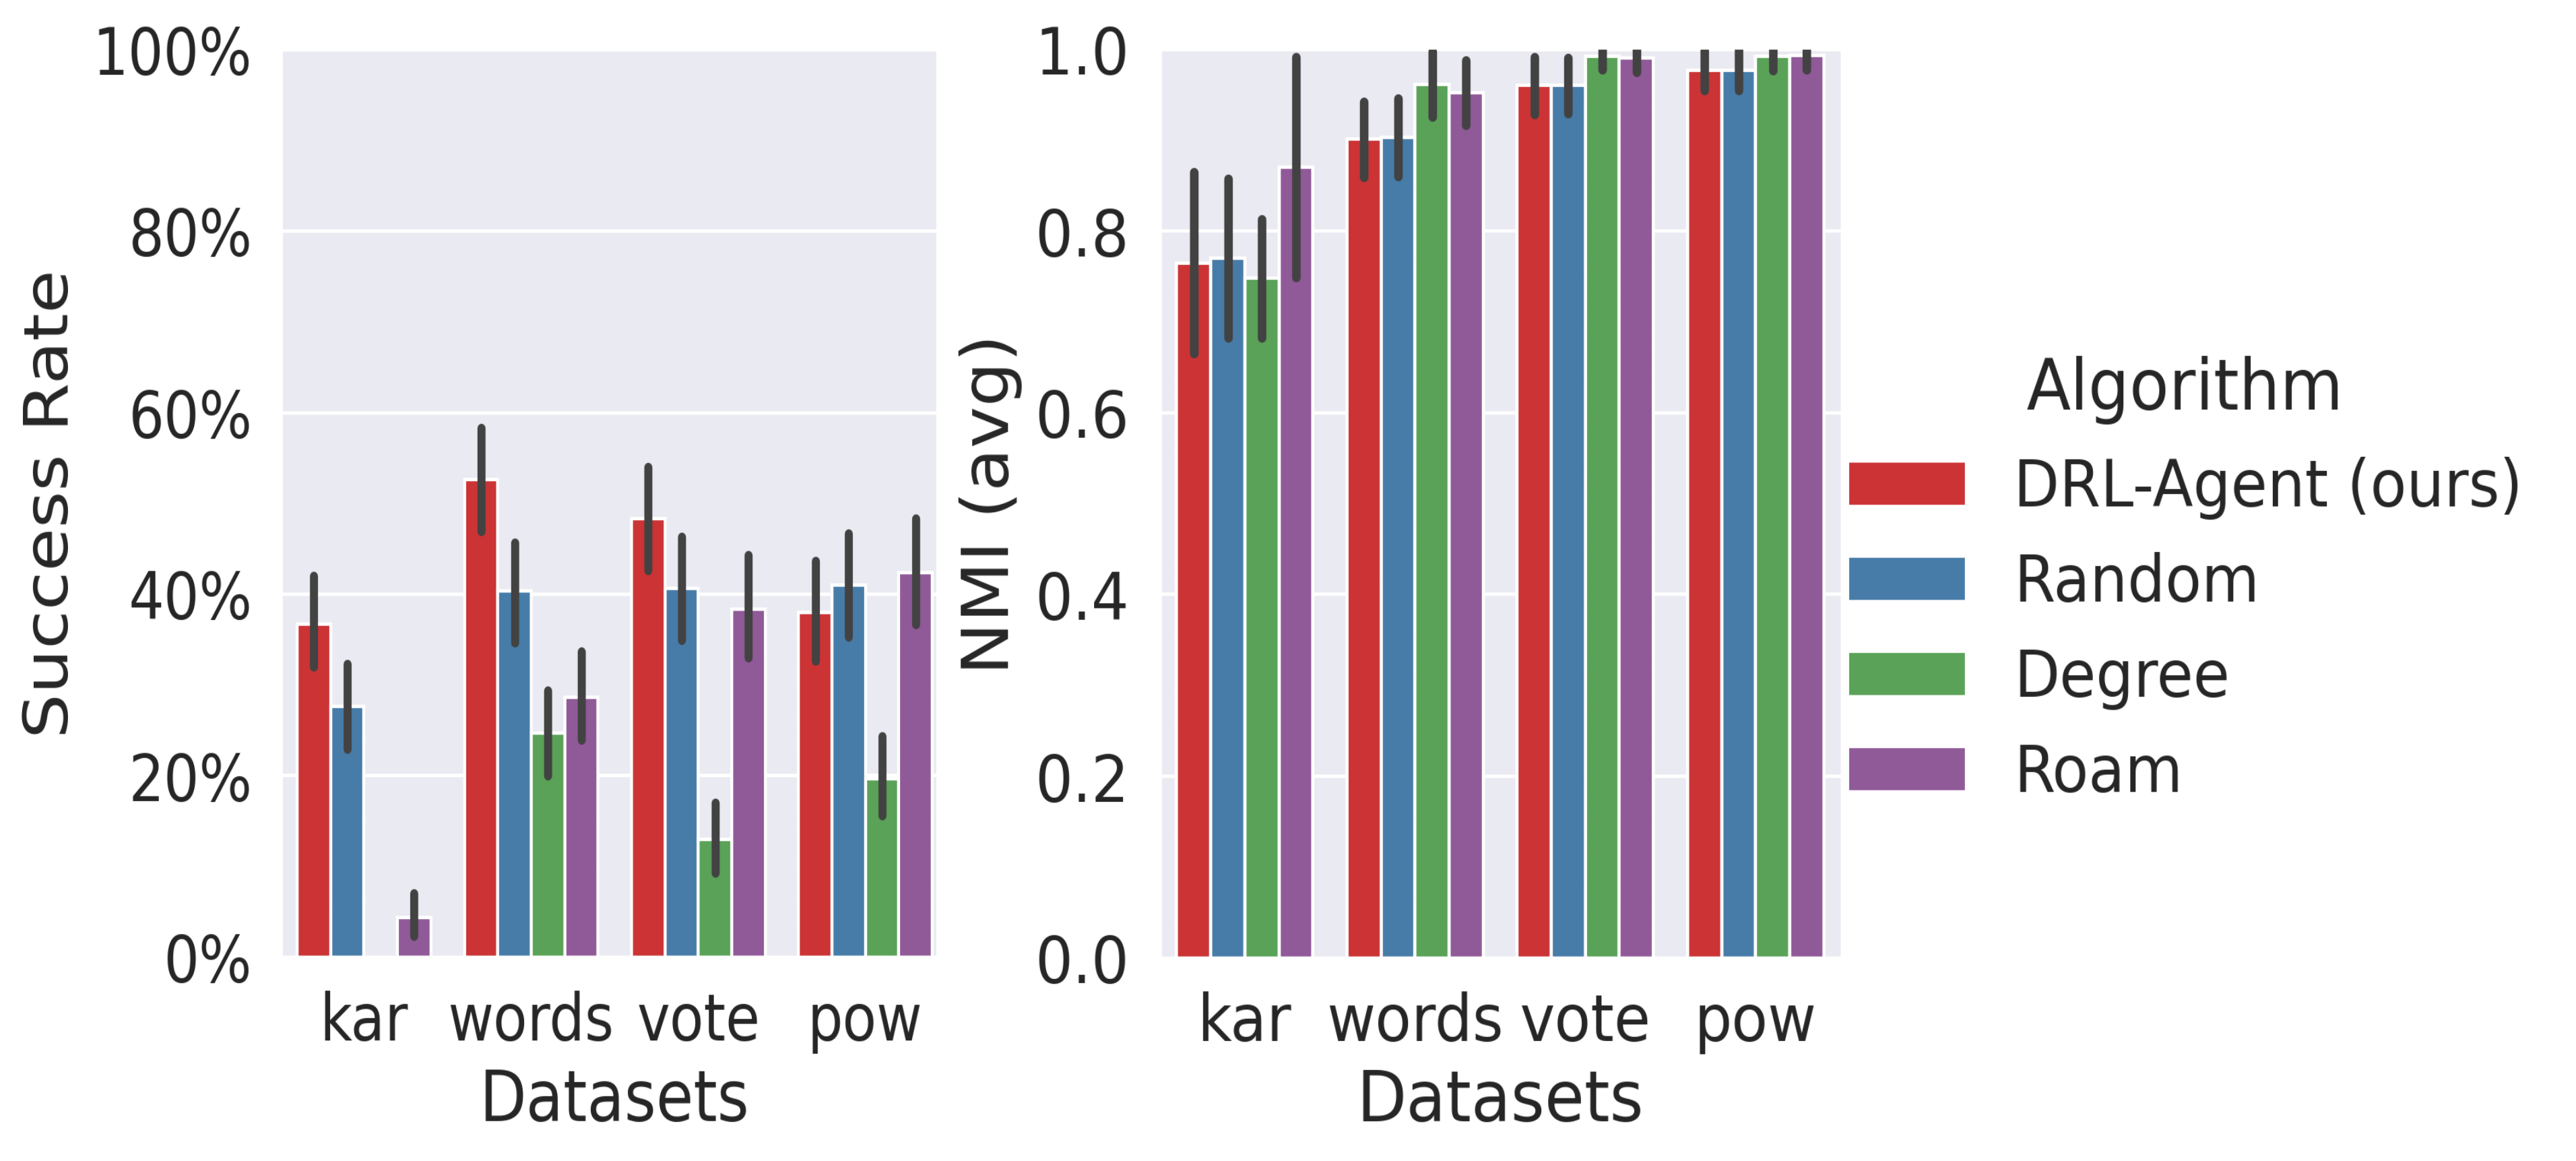 Success Rate
100%
80%
60%
40%
20%
0%
kar words vote pow
Datasets
NMI (avg)
1.0
0.8
0.6
0.4
0.2
0.0
kar words vote pow
Datasets
Algorithm
DRL-Agent (ours)
Random
Degree
Roam